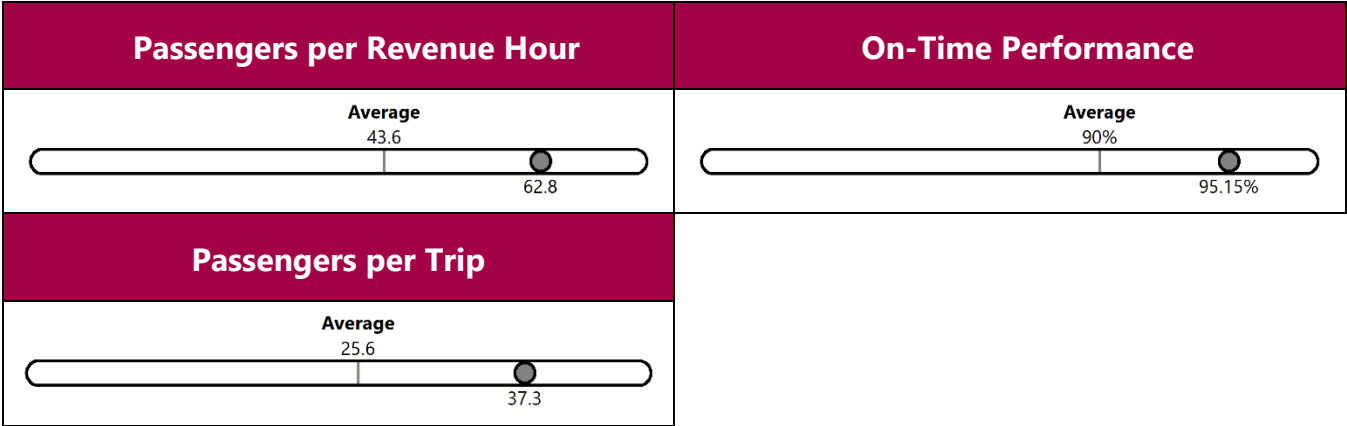 Passengers per Revenue Hour
On-Time Performance
Average
43.6
62.8
Average
90%
95.15%
Passengers per Trip
Average
25.6
37.3